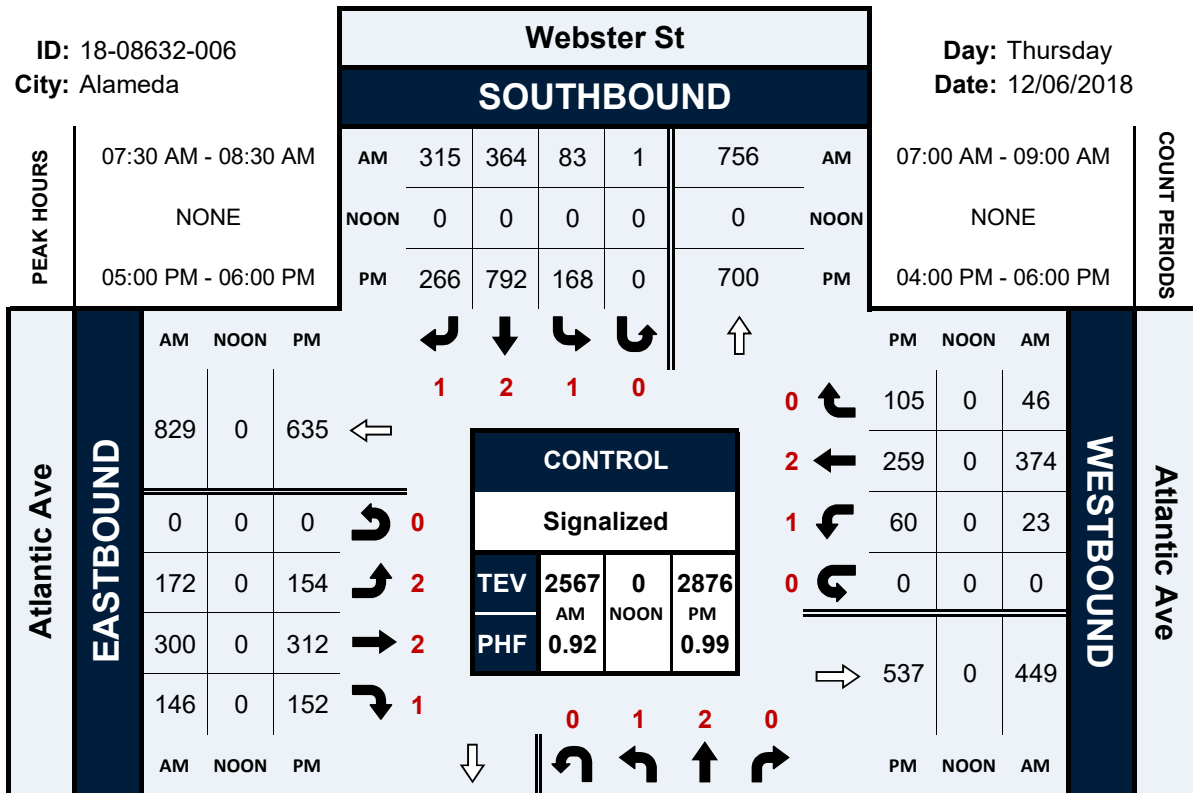 ID: 18-08632-006
City: Alameda
Webster St
SOUTHBOUND
Day: Thursday
Date: 12/06/2018
PEAK HOURS
07:30 AM - 08:30 AM
NONE
05:00 PM - 06:00 PM
AM 315 364 83 1 756 AM
NOON 0 0 0 0 0 NOON
PM 266 792 168 0 700 PM
07:00 AM - 09:00 AM
NONE
04:00 PM - 06:00 PM
COUNT PERIODS
1 2 1 0
Atlantic Ave
EASTBOUND
AM NOON PM
829 0 635
0 0 0 0
172 0 154 2
300 0 312 2
146 0 152 1
AM NOON PM
CONTROL
Signalized
TEV 2567 0 2876
AM NOON PM
PHF 0.92 0.99
PM NOON AM
0 105 0 46
2 259 0 374
1 60 0 23
0 0 0 0
537 0 449
PM NOON AM
WESTBOUND
Atlantic Ave
0 1 2 0